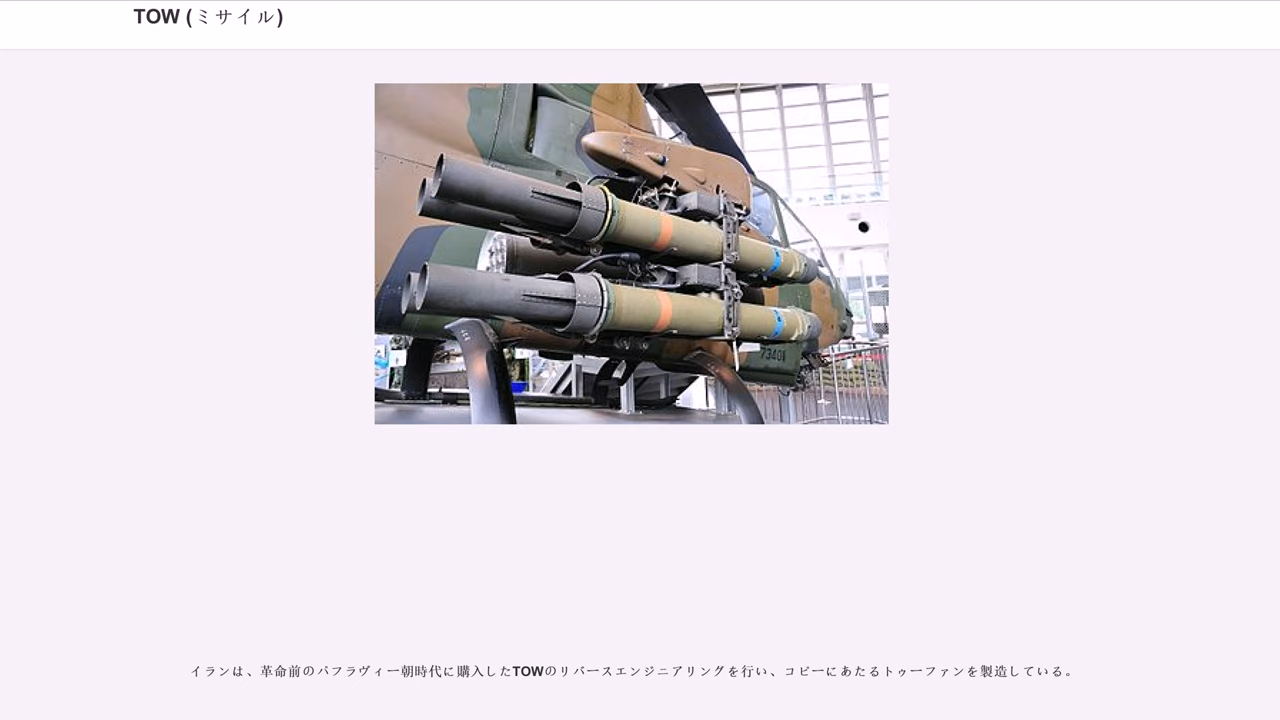 TOW (ミサイル)
73401
イランは、革命前のパフラヴィー朝時代に購入したTOWのリバースエンジニアリングを行い、コピーにあたるトゥーファンを製造している。